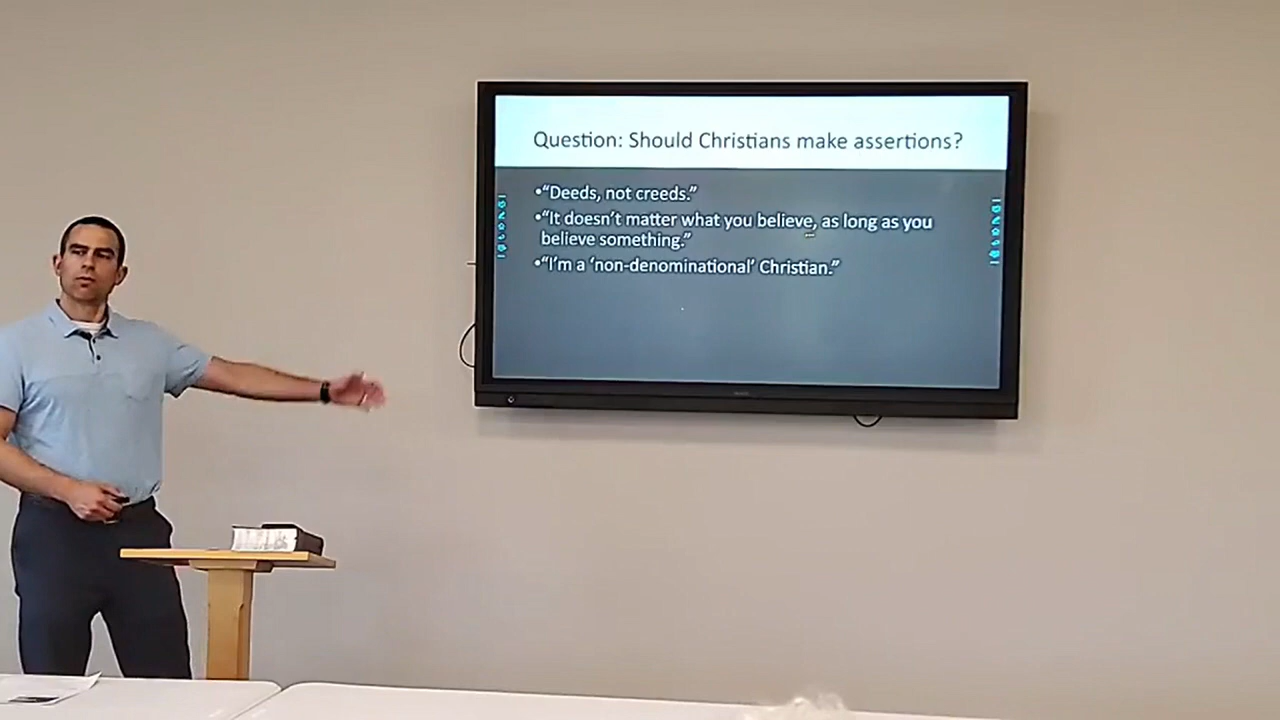 Question: Should Christians make assertions?
•“Deeds, not creeds.”
•“It doesn’t matter what you believe, as long as you
believe something.”
•“I’m a ‘non-denominational’ Christian.”